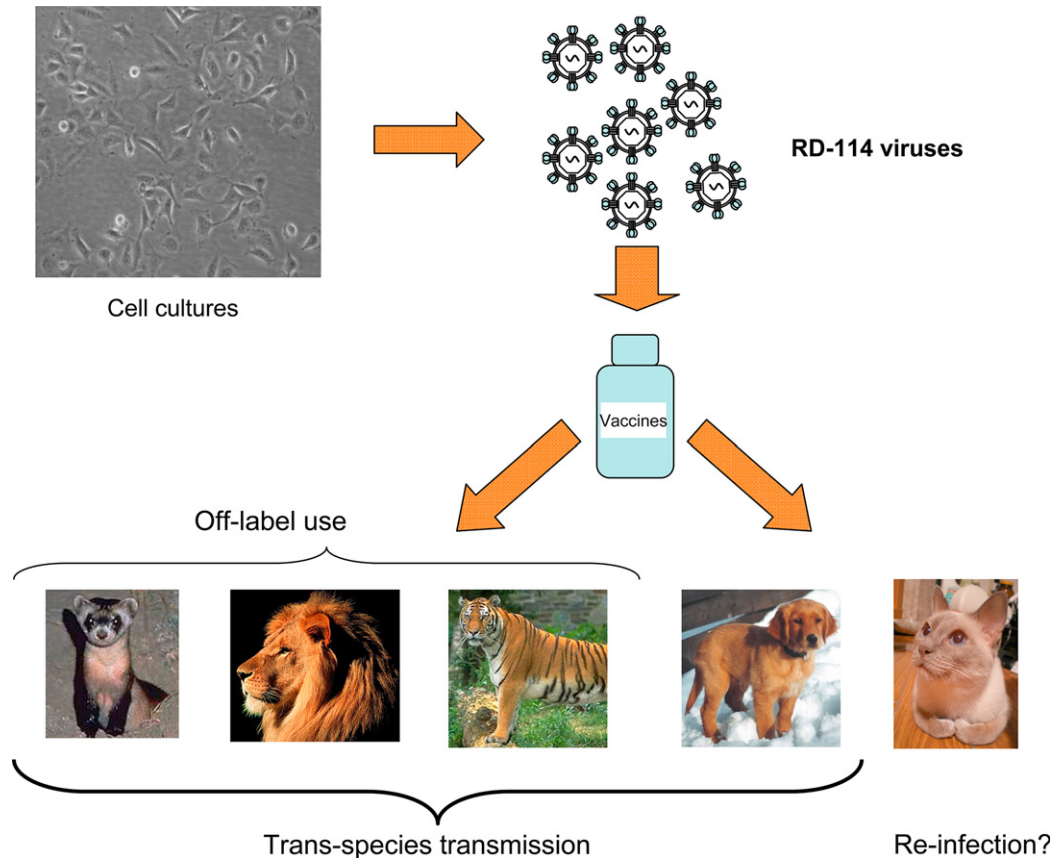 RD-114 viruses
Cell cultures
Vaccines
Off-label use
Trans-species transmission
Re-infection?